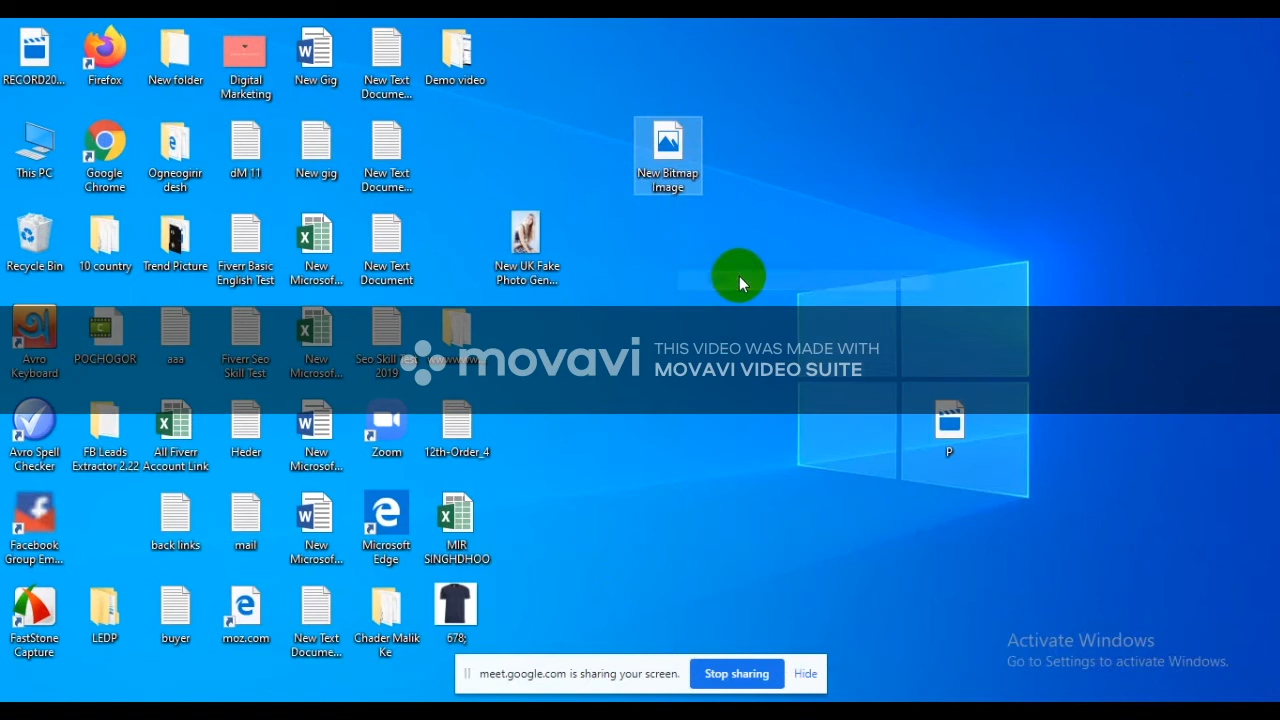 RECORD20...
Firefox
New folder
Digital
Marketing
New Gig
New Text
Docume...
Demo video
This PC
Google
Chrome
Ogneogirir
desh
dM 11
New gig
New Text
Docume...
New Bitmap
Image
Recycle Bin
10 country
Trend Picture
Fiverr Basic
English Test
New
Microsof...
New Text
Document
New UK Fake
Photo Gen...
Avro
Keyboard
POCHOGOR
aaa
Fiverr Seo
Skill Test
New
Microsof...
Seo Skill Test
2019
movavi
THIS VIDEO WAS MADE WITH
MOVAVI VIDEO SUITE
Avro Spell
Checker
FB Leads
Extractor 2.22
All Fiverr
Account Link
Heder
New
Microsof...
Zoom
12th-Order_4
P
Facebook
Group Em...
back links
mail
New
Microsof...
Microsoft
Edge
MIR
SINGHDHOO
FastStone
Capture
LEDP
buyer
moz.com
New Text
Docume...
Chader Malik
Ke
678;
Activate Windows
Go to Settings to activate Windows.
meet.google.com is sharing your screen.
Stop sharing
Hide